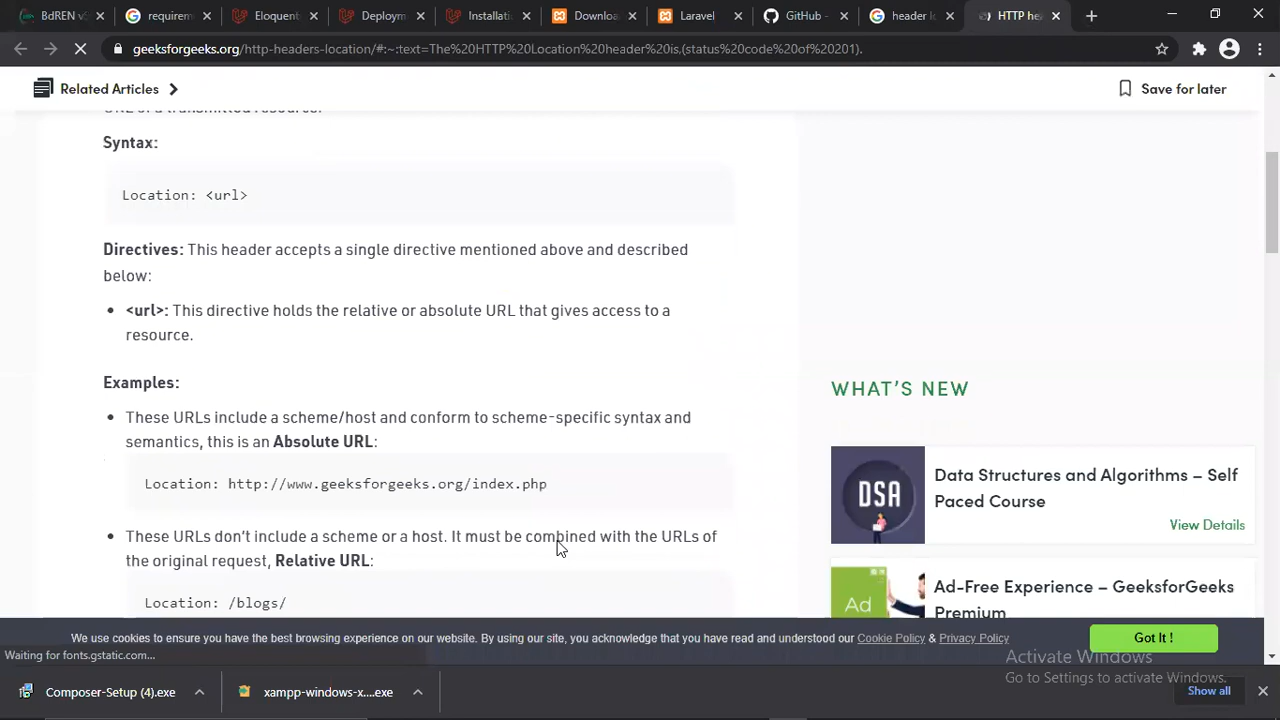 BdREN v
requirem
Eloquent
Deploym
Installati
Downloa
Laravel
GitHub -
header lo
HTTP he
geeksforgeeks.org/http-headers-location/#:~:text=The%20HTTP%20Location%20header%20is,(status%20code%20of%20201).
Related Articles
Save for later
URL of a transmitted resource.
Syntax:
Location: <url>
Directives: This header accepts a single directive mentioned above and described
below:
• <url>: This directive holds the relative or absolute URL that gives access to a
resource.
Examples:
• These URLs include a scheme/host and conform to scheme-specific syntax and
semantics, this is an Absolute URL:
Location: http://www.geeksforgeeks.org/index.php
• These URLs don't include a scheme or a host. It must be combined with the URLs of
the original request, Relative URL:
Location: /blogs/
WHAT'S NEW
DSA
Data Structures and Algorithms – Self
Paced Course
View Details
Ad
Ad-Free Experience – GeeksforGeeks
Premium
We use cookies to ensure you have the best browsing experience on our website. By using our site, you acknowledge that you have read and understood our Cookie Policy & Privacy Policy
Got It !
Waiting for fonts.gstatic.com...
Activate Windows
Go to Settings to activate Windows.
Composer-Setup (4).exe
xampp-windows-x....exe
Show all